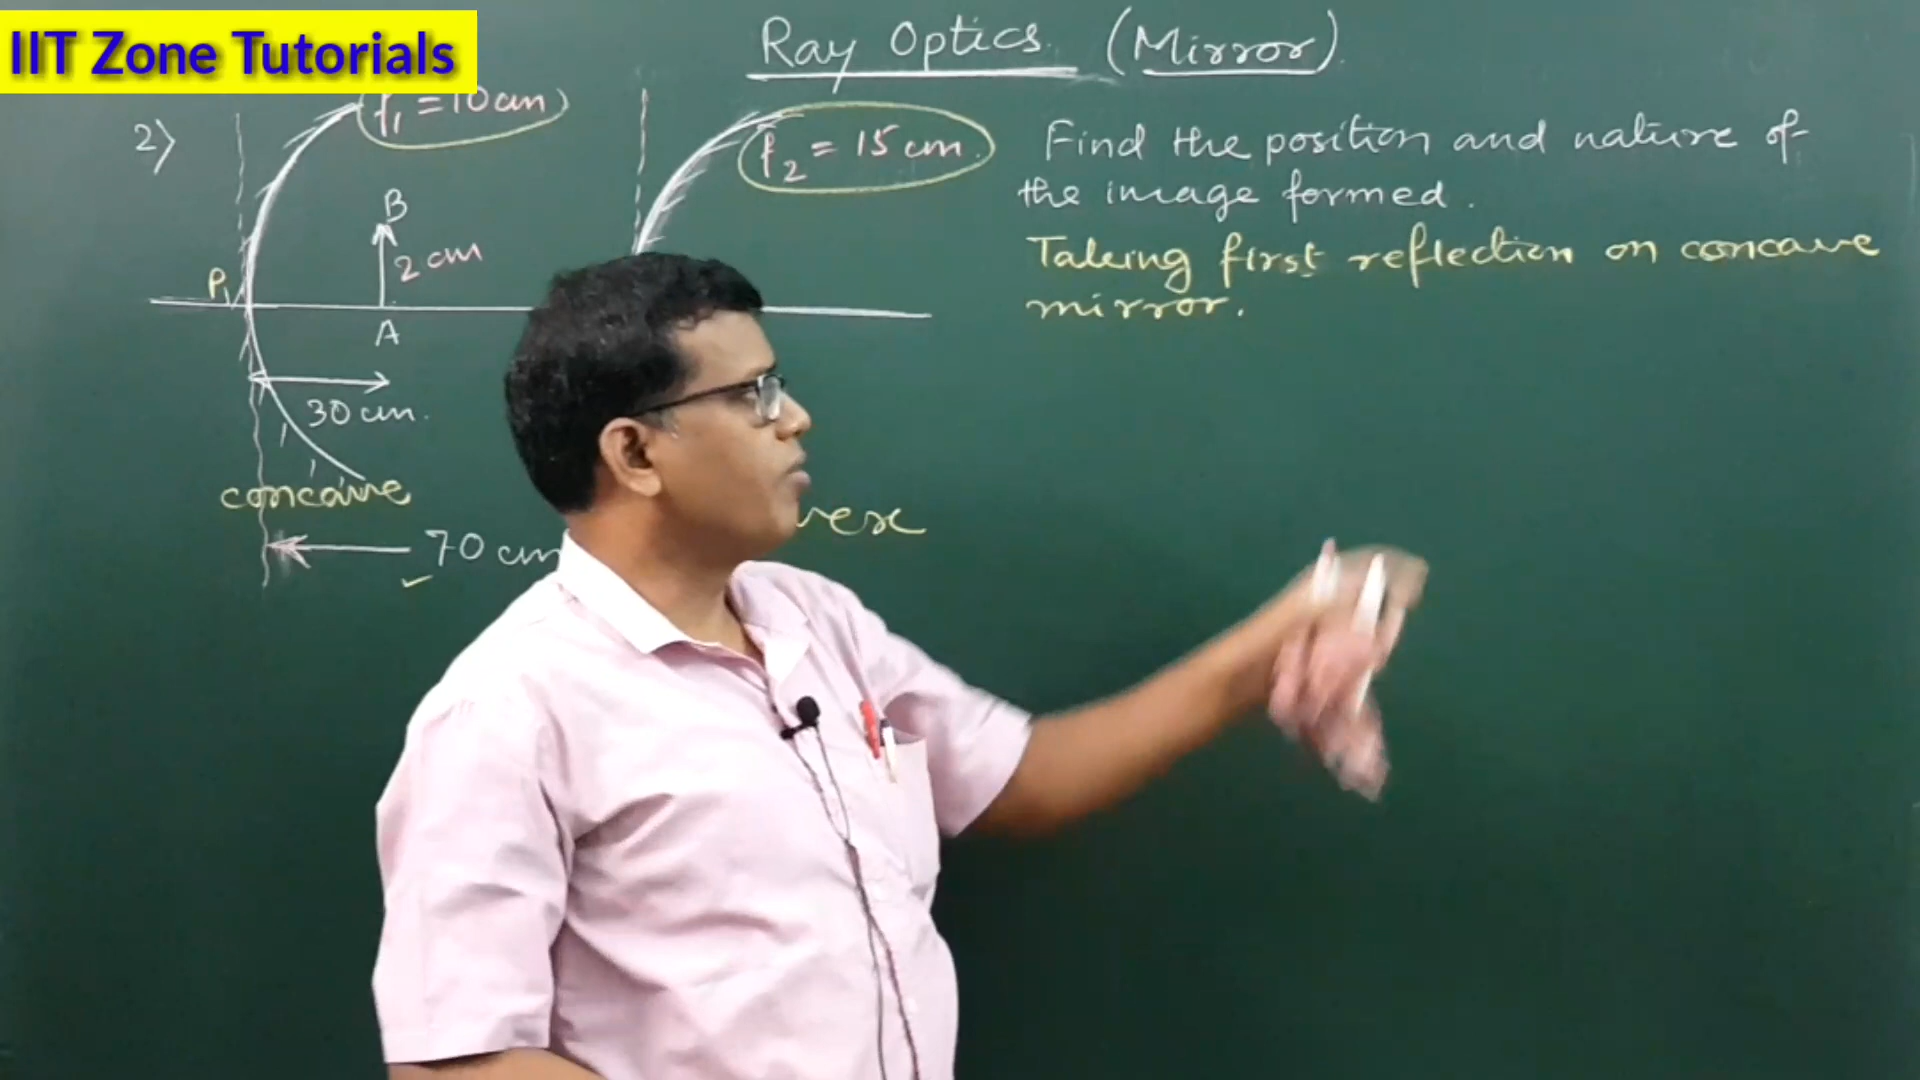 IIT Zone Tutorials
Ray Optics (Mirror)
2)
f₁ = 10 cm
f₂ = 15 cm
Find the position and nature of
the image formed.
Taking first reflection on concave
mirror.
B
2 cm
P₁
A
30 cm.
concave
70 cm